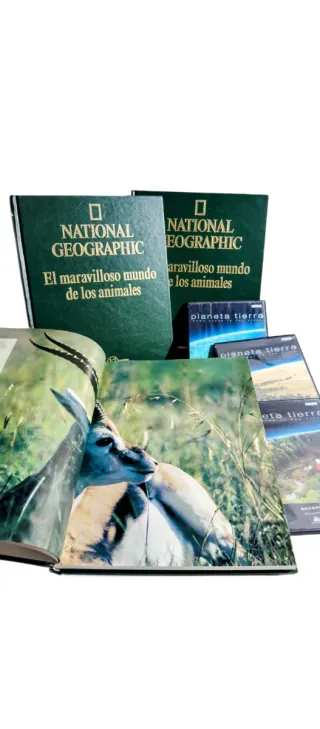 NATIONAL
GEOGRAPHIC
El maravilloso mundo
de los animales
NATIONAL
GEOGRAPHIC
maravilloso mundo
de los animales
planeta tierra
planeta tierra
planeta tierra